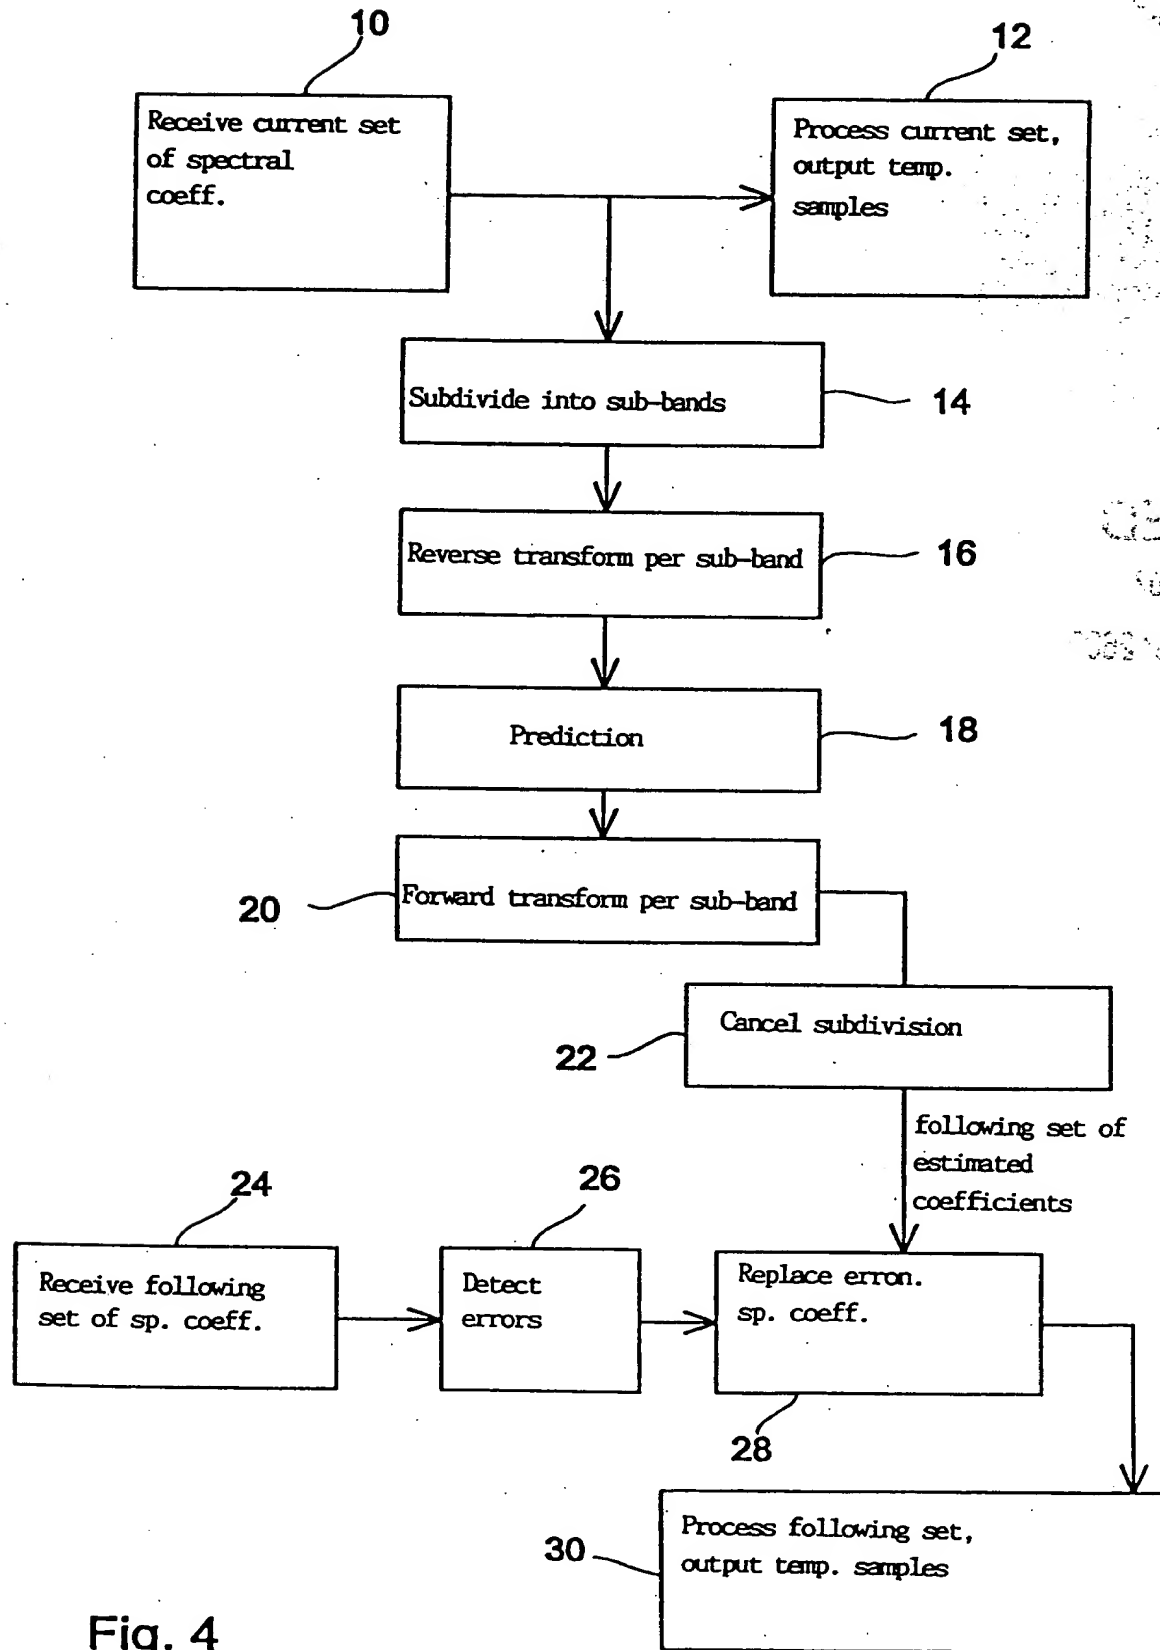 10
12
Receive current set
of spectral
coeff.
Process current set,
output temp.
samples
Subdivide into sub-bands
14
Reverse transform per sub-band
16
Prediction
18
Forward transform per sub-band
20
Cancel subdivision
22
following set of
estimated
coefficients
24
26
Receive following
set of sp. coeff.
Detect
errors
Replace erron.
sp. coeff.
28
Process following set,
output temp. samples
30
Fig. 4